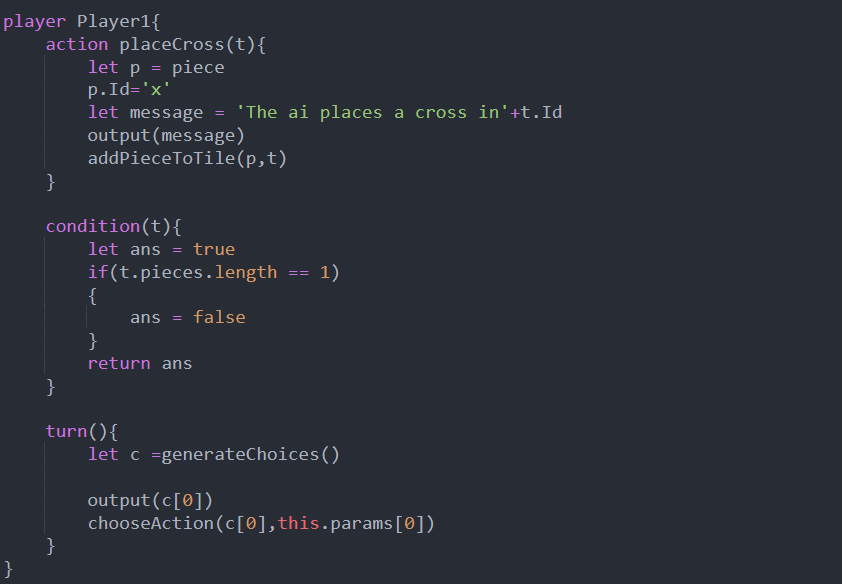 player Player1{
    action placeCross(t){
        let p = piece
        p.Id='x'
        let message = 'The ai places a cross in'+t.Id
        output(message)
        addPieceToTile(p,t)
    }

    condition(t){
        let ans = true
        if(t.pieces.length == 1)
        {
            ans = false
        }
        return ans
    }

    turn(){
        let c =generateChoices()

        output(c[0])
        chooseAction(c[0],this.params[0])
    }
}